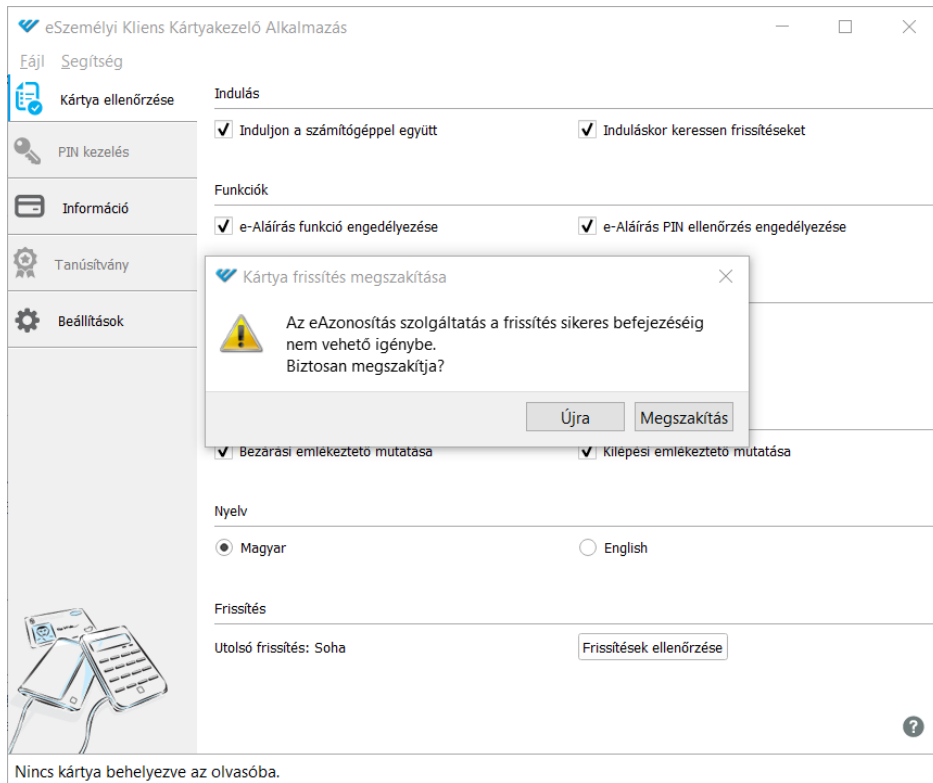 eSzemélyi Kliens Kártyakezelő Alkalmazás
Fájl Segítség
Kártya ellenőrzése
PIN kezelés
Információ
Tanúsítvány
Beállítások
Indulás
Induljon a számítógéppel együtt
Induláskor keressen frissítéseket
Funkciók
e-Aláírás funkció engedélyezése
e-Aláírás PIN ellenőrzés engedélyezése
Kártya frissítés megszakítása
Az eAzonosítás szolgáltatás a frissítés sikeres befejezéséig
nem vehető igénybe.
Biztosan megszakítja?
Újra
Megszakítás
Bezárási emlékeztető mutatása
Kilépési emlékeztető mutatása
Nyelv
Magyar
English
Frissítés
Utolsó frissítés: Soha
Frissítések ellenőrzése
?
Nincs kártya behelyezve az olvasóba.